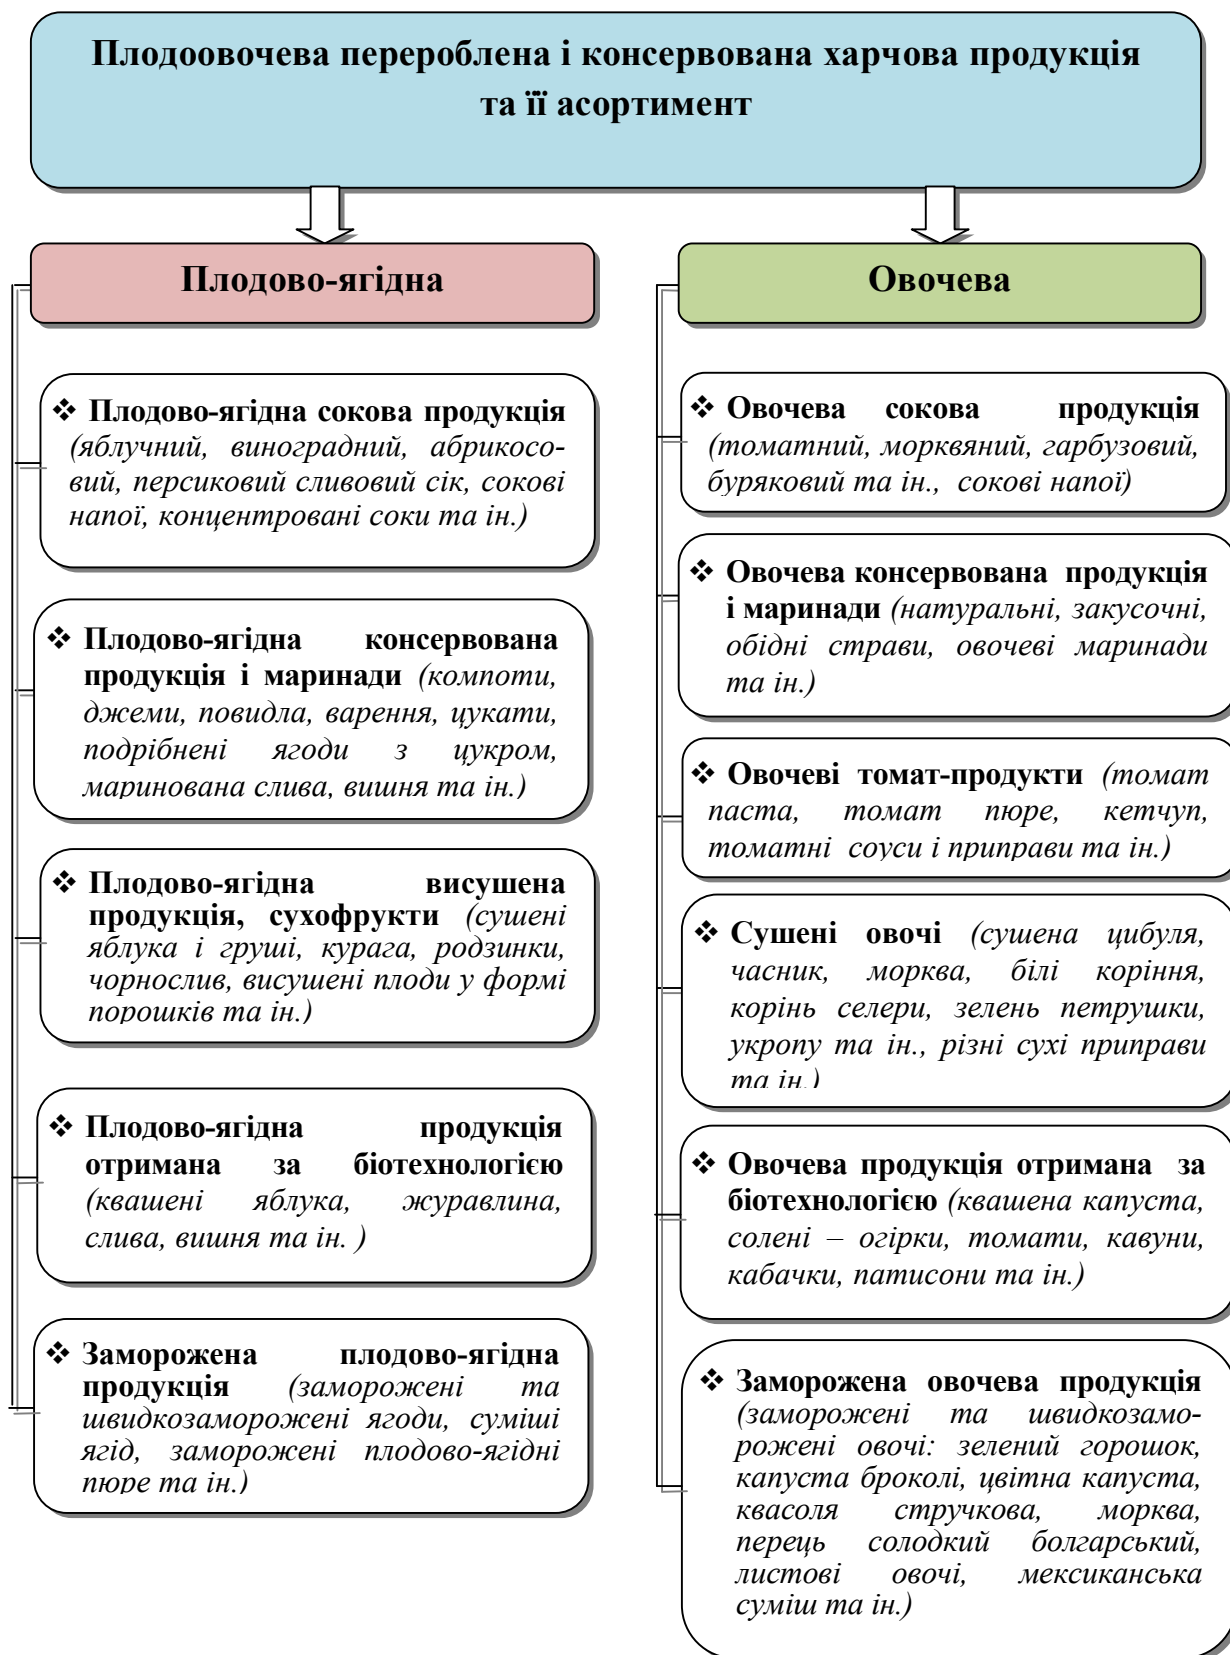 Плодоовочева перероблена і консервована харчова продукція
та її асортимент
Плодово-ягідна
❖ Плодово-ягідна сокова продукція
(яблучний, виноградний, абрикосо-
вий, персиковий сливовий сік, сокові
напої, концентровані соки та ін.)
❖ Плодово-ягідна консервована
продукція і маринади (компоти,
джеми, повидла, варення, цукати,
подрібнені ягоди з цукром,
маринована слива, вишня та ін.)
❖ Плодово-ягідна висушена
продукція, сухофрукти (сушені
яблука і груші, курага, родзинки,
чорнослив, висушені плоди у формі
порошків та ін.)
❖ Плодово-ягідна продукція
отримана за біотехнологією
(квашені яблука, журавлина,
слива, вишня та ін. )
❖ Заморожена плодово-ягідна
продукція (заморожені та
швидкозаморожені ягоди, суміші
ягід, заморожені плодово-ягідні
пюре та ін.)
Овочева
❖ Овочева сокова продукція
(томатний, морквяний, гарбузовий,
буряковий та ін., сокові напої)
❖ Овочева консервована продукція
і маринади (натуральні, закусочні,
обідні страви, овочеві маринади
та ін.)
❖ Овочеві томат-продукти (томат
паста, томат пюре, кетчуп,
томатні соуси і приправи та ін.)
❖ Сушені овочі (сушена цибуля,
часник, морква, білі коріння,
корінь селери, зелень петрушки,
укропу та ін., різні сухі приправи
та ін.)
❖ Овочева продукція отримана за
біотехнологією (квашена капуста,
солені – огірки, томати, кавуни,
кабачки, патисони та ін.)
❖ Заморожена овочева продукція
(заморожені та швидкозамо-
рожені овочі: зелений горошок,
капуста броколі, цвітна капуста,
квасоля стручкова, морква,
перець солодкий болгарський,
листові овочі, мексиканська
суміш та ін.)